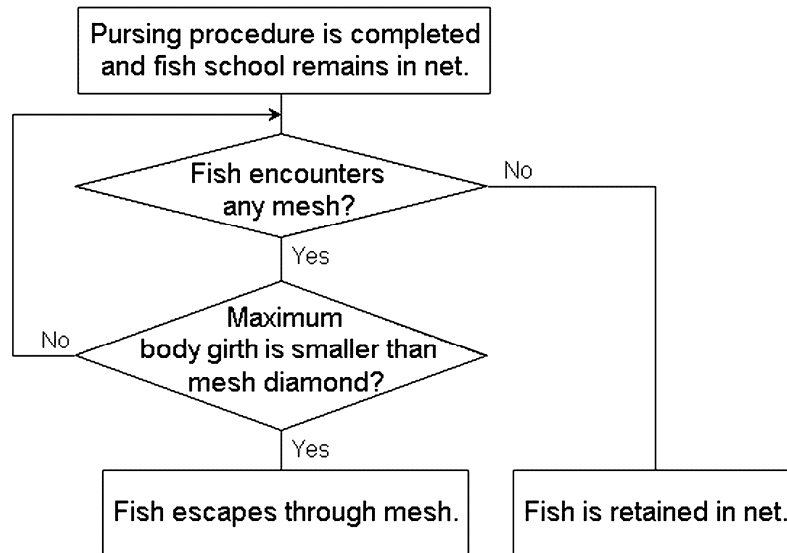 Pursing procedure is completed
and fish school remains in net.
Fish encounters
any mesh?
No
Yes
Maximum
body girth is smaller than
mesh diamond?
No
Yes
Fish escapes through mesh.
Fish is retained in net.